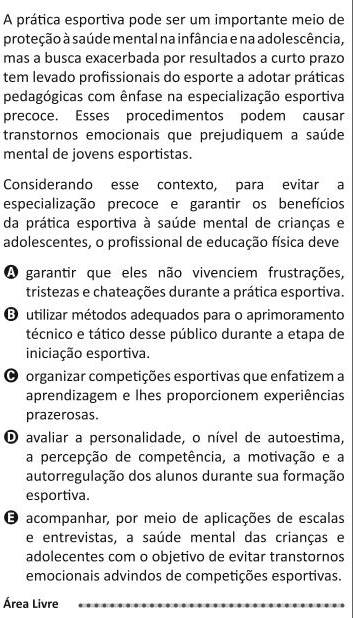 A prática esportiva pode ser um importante meio de
proteção à saúde mental na infância e na adolescência,
mas a busca exacerbada por resultados a curto prazo
tem levado profissionais do esporte a adotar práticas
pedagógicas com ênfase na especialização esportiva
precoce. Esses procedimentos podem causar
transtornos emocionais que prejudiquem a saúde
mental de jovens esportistas.
Considerando esse contexto, para evitar a
especialização precoce e garantir os benefícios
da prática esportiva à saúde mental de crianças e
adolescentes, o profissional de educação física deve
A garantir que eles não vivenciem frustrações,
tristezas e chateações durante a prática esportiva.
B utilizar métodos adequados para o aprimoramento
técnico e tático desse público durante a etapa de
iniciação esportiva.
C organizar competições esportivas que enfatizem a
aprendizagem e lhes proporcionem experiências
prazerosas.
D avaliar a personalidade, o nível de autoestima,
a percepção de competência, a motivação e a
autorregulação dos alunos durante sua formação
esportiva.
E acompanhar, por meio de aplicações de escalas
e entrevistas, a saúde mental das crianças e
adolecentes com o objetivo de evitar transtornos
emocionais advindos de competições esportivas.
Área Livre